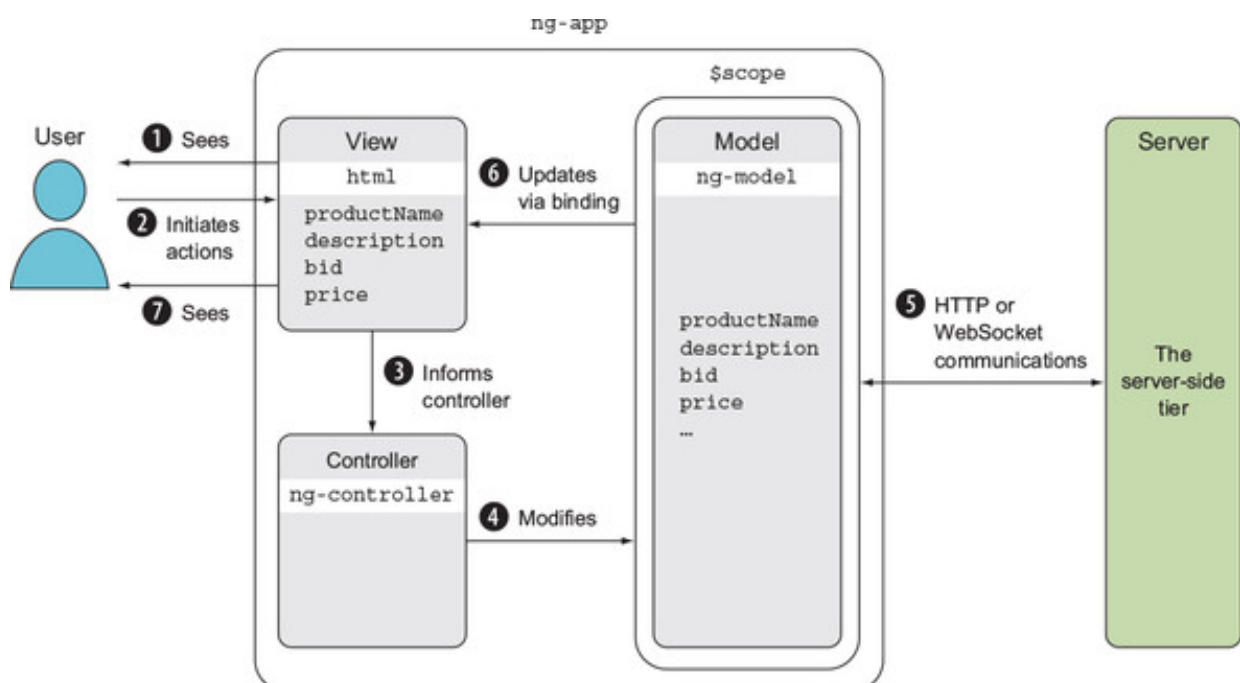 ng-app
$scope
User
1 Sees
2 Initiates
actions
7 Sees
View
html
productName
description
bid
price
3 Informs
controller
Controller
ng-controller
4 Modifies
6 Updates
via binding
Model
ng-model
productName
description
bid
price
…
5 HTTP or
WebSocket
communications
Server
The
server-side
tier